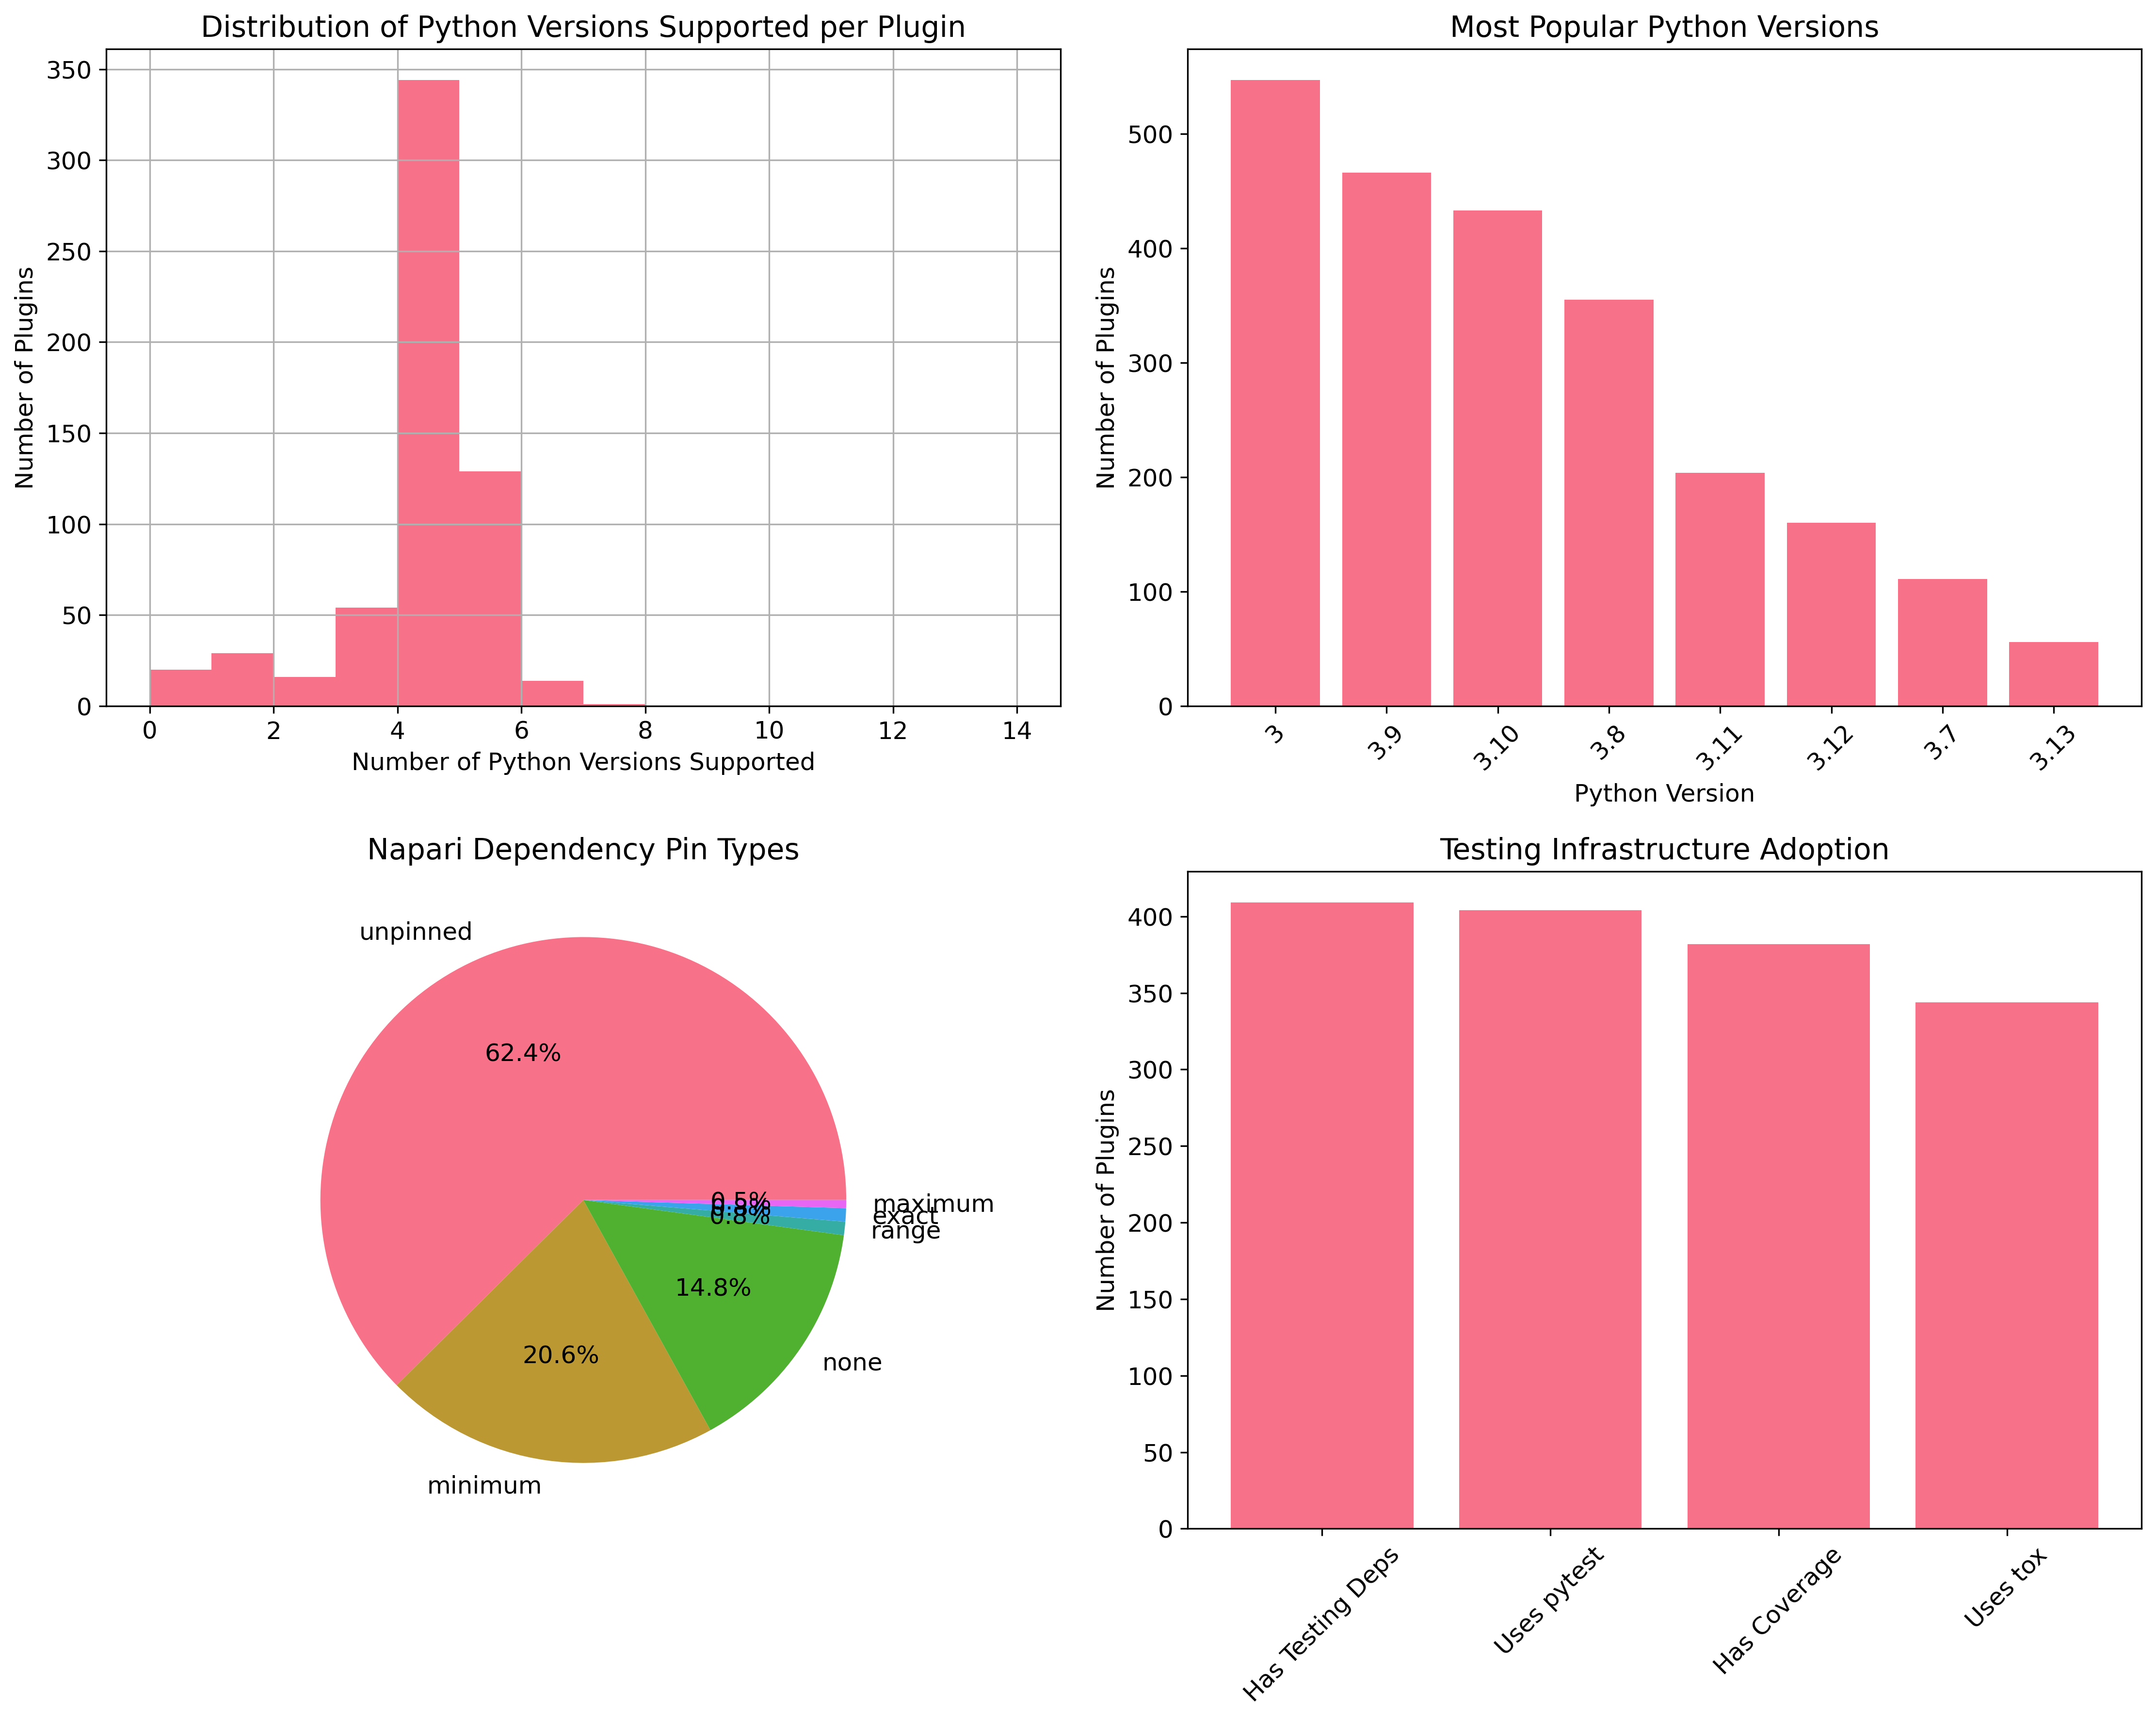 Distribution of Python Versions Supported per Plugin
350
300
250
200
150
100
50
0
Number of Plugins
0 2 4 6 8 10 12 14
Number of Python Versions Supported
Most Popular Python Versions
500
400
300
200
100
0
Number of Plugins
3 3.9 3.10 3.8 3.11 3.12 3.7 3.13
Python Version
Napari Dependency Pin Types
unpinned
62.4%
0.5%
maximum
exact
0.8%
range
14.8%
none
20.6%
minimum
Testing Infrastructure Adoption
400
350
300
250
200
150
100
50
0
Number of Plugins
Has Testing Deps Uses pytest Has Coverage Uses tox